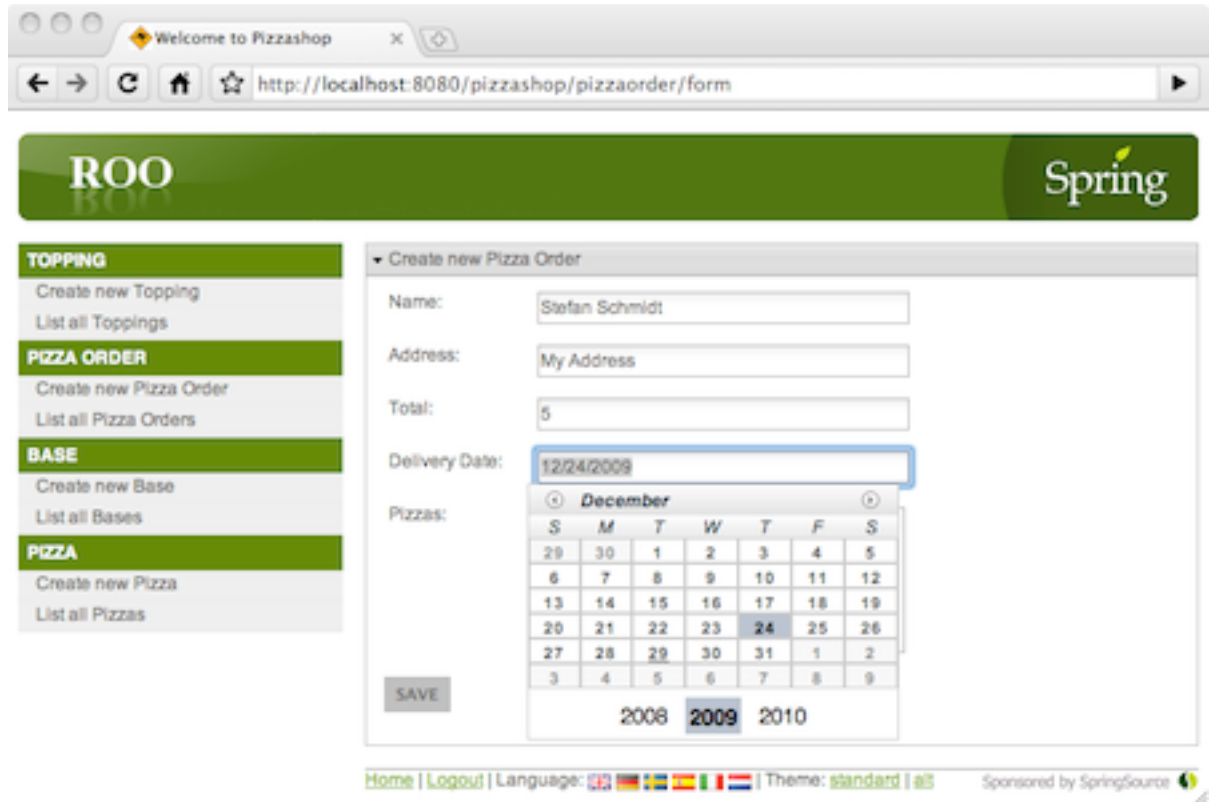 Welcome to Pizzashop
http://localhost:8080/pizzashop/pizzaorder/form
ROO
Spring
TOPPING
Create new Topping
List all Toppings
PIZZA ORDER
Create new Pizza Order
List all Pizza Orders
BASE
Create new Base
List all Bases
PIZZA
Create new Pizza
List all Pizzas
Create new Pizza Order
Name: Stefan Schmidt
Address: My Address
Total: 5
Delivery Date: 12/24/2009
Pizzas:
December
S M T W T F S
29 30 1 2 3 4 5
6 7 8 9 10 11 12
13 14 15 16 17 18 19
20 21 22 23 24 25 26
27 28 29 30 31 1 2
3 4 5 6 7 8 9
2008 2009 2010
SAVE
Home | Logout | Language: | Theme: standard | alt
Sponsored by SpringSource